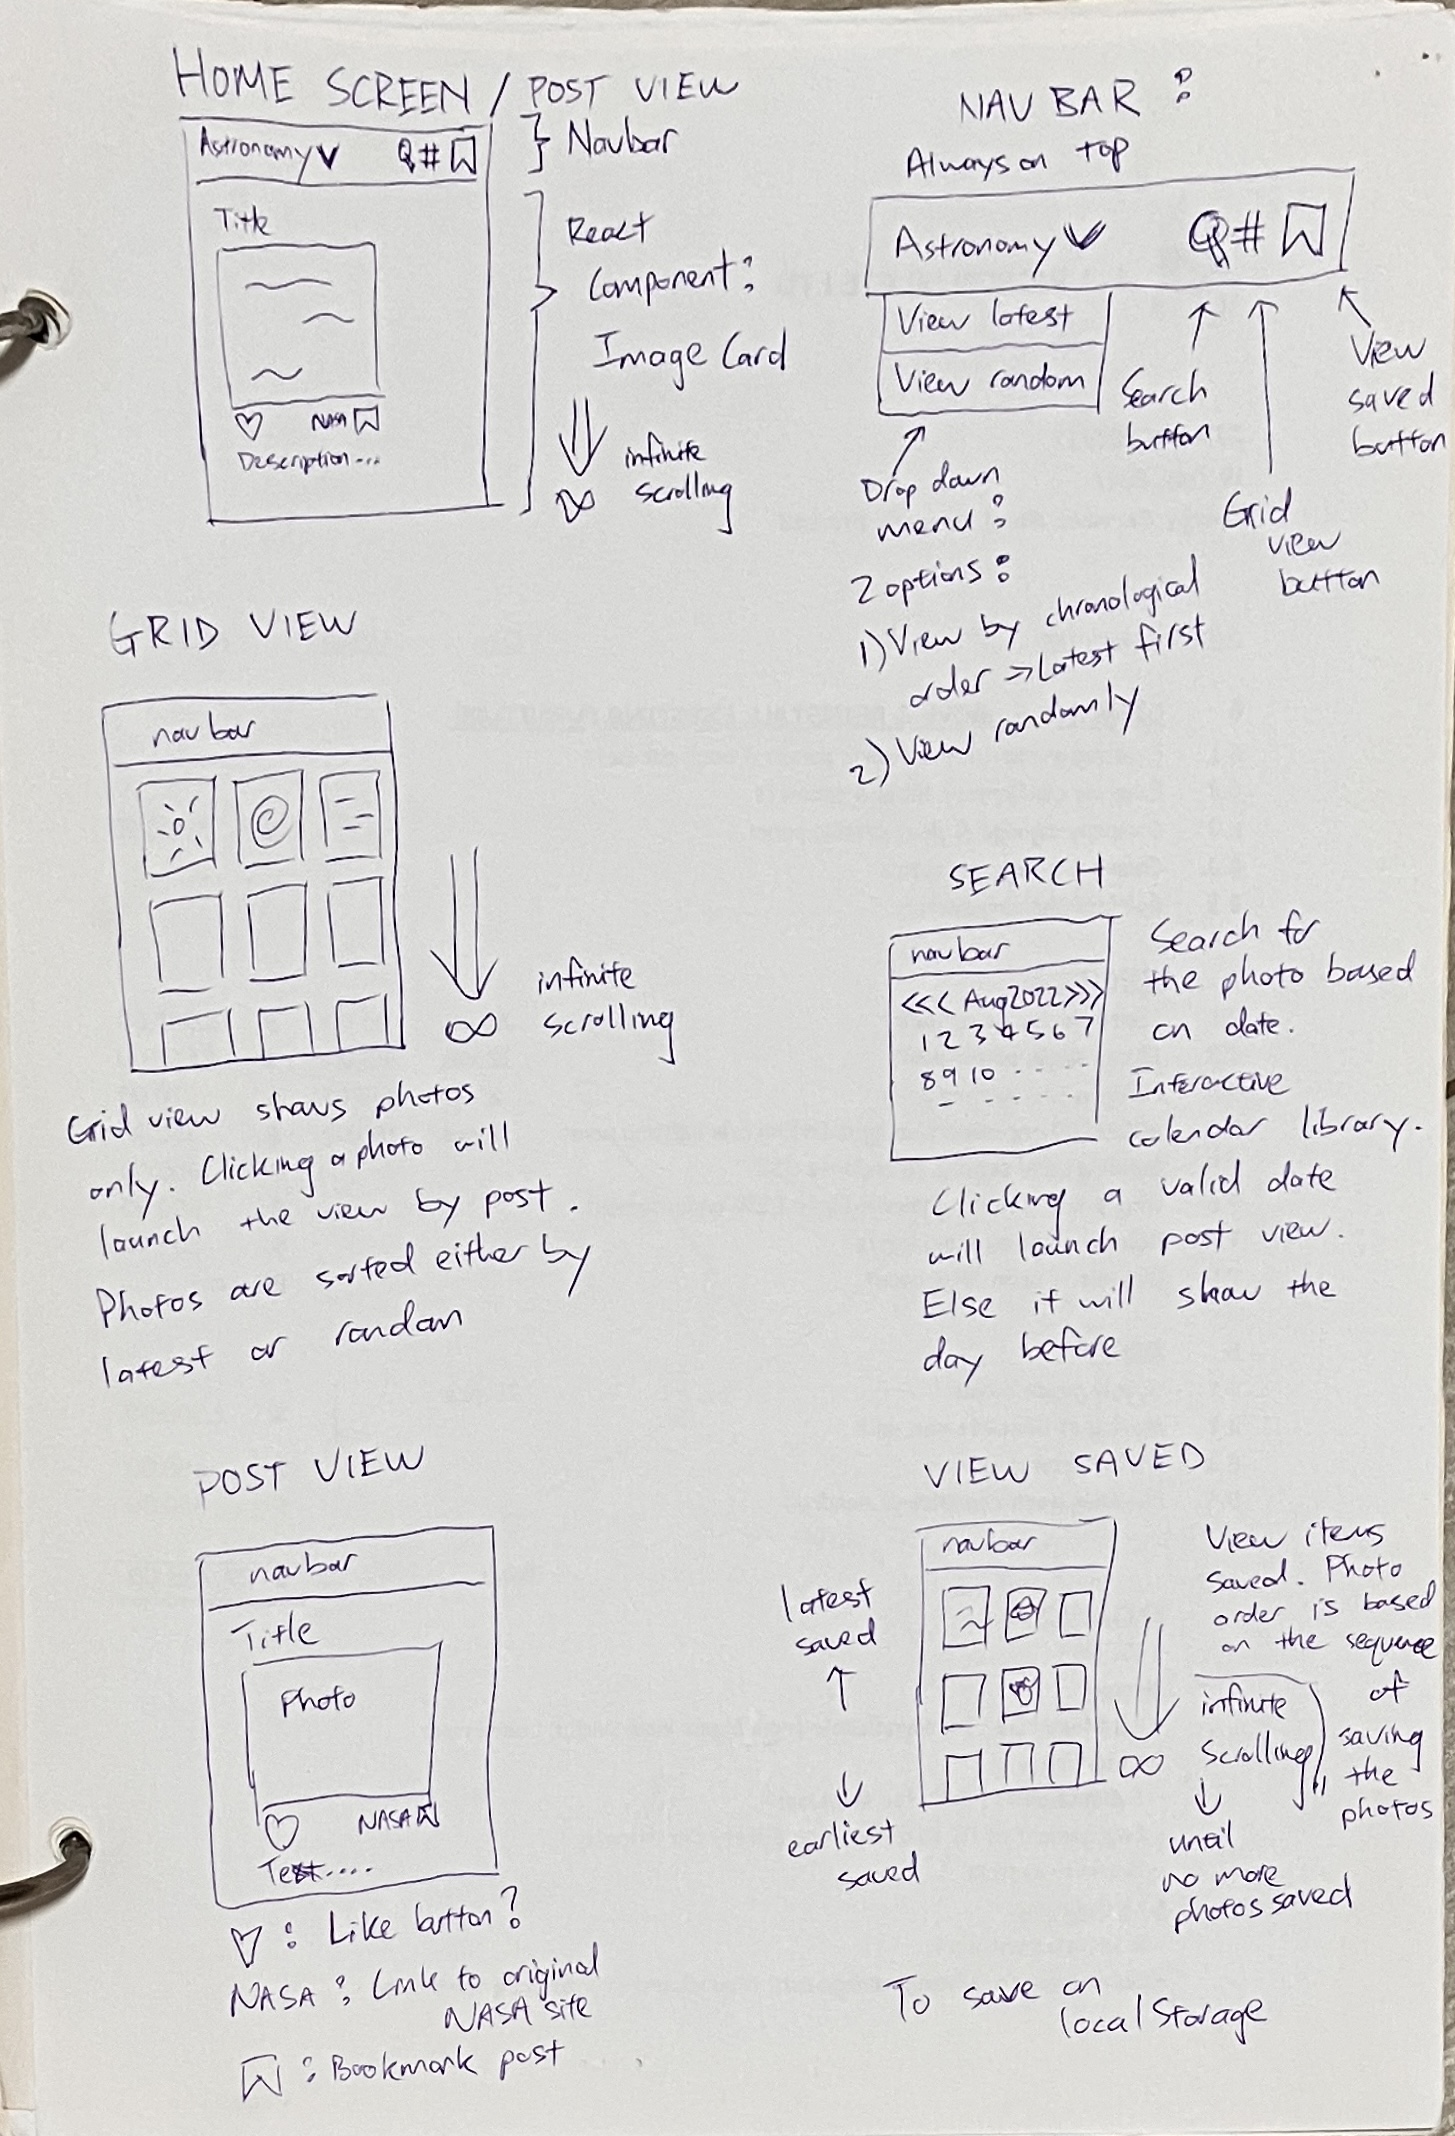 HOME SCREEN / POST VIEW
Astronomy #
} Navbar
Title
React
Component:
Image Card
NASA
Description...
infinite
∞ scrolling
NAVBAR :
Always on top
Astronomy #
View latest
View random
Drop down
menu:
2 options:
1) View by chronological
order => latest first
2) View randomly
Search
button
Grid
view
button
View
saved
button
GRID VIEW
navbar
infinite
∞ scrolling
Grid view shows photos
only. Clicking a photo will
launch the view by post.
Photos are sorted either by
latest or random
SEARCH
navbar
<<< Aug2022 >>>
1 2 3 4 5 6 7
8 9 10 - - - -
- - - - - -
Search for
the photo based
on date.
Interactive
calendar library.
Clicking a valid date
will launch post view.
Else it will show the
day before
POST VIEW
navbar
Title
Photo
NASA
Text....
: Like button?
NASA : Link to original
NASA site
: Bookmark post
VIEW SAVED
navbar
latest
saved
earliest
saved
View items
saved. Photo
order is based
on the sequence
of
saving
the
photos
infinite
∞ scrolling
until
no more
photos saved
To save on
localStorage